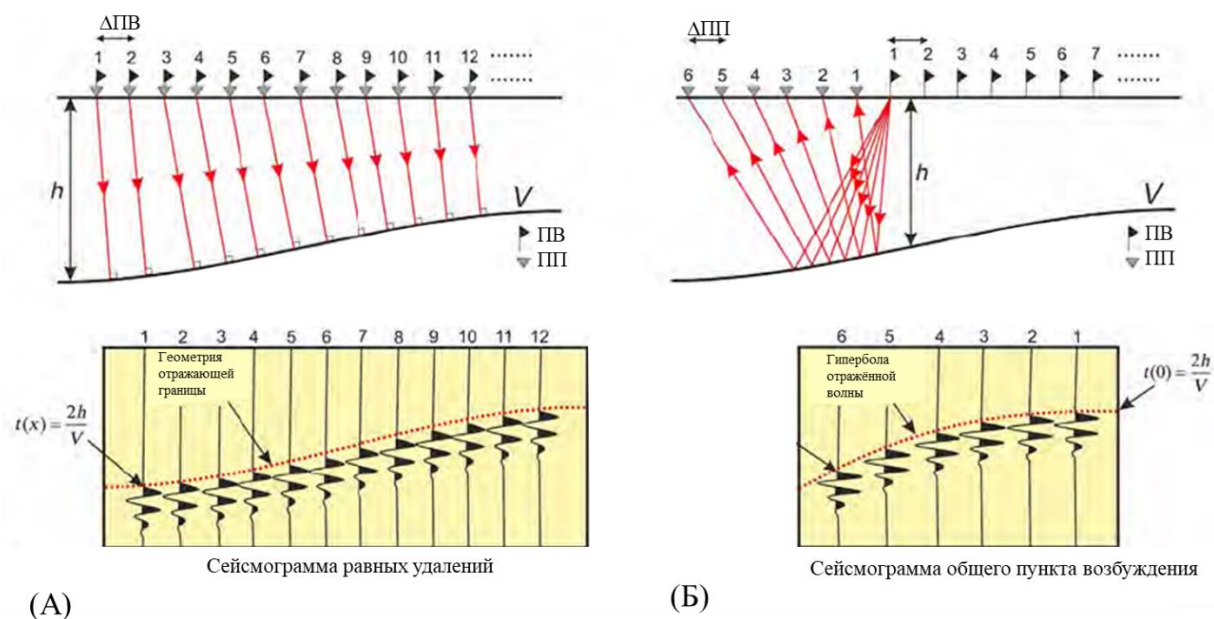 ΔПВ
1 2 3 4 5 6 7 8 9 10 11 12 ......
......
h
V
ПВ
ПП
1 2 3 4 5 6 7 8 9 10 11 12
Геометрия
отражающей
границы
t(x)=2h/V
Сейсмограмма равных удалений
(А)
ΔПП
6 5 4 3 2 1 1 2 3 4 5 6 7 ......
......
h
V
ПВ
ПП
6 5 4 3 2 1
Гипербола
отражённой
волны
t(0)=2h/V
Сейсмограмма общего пункта возбуждения
(Б)